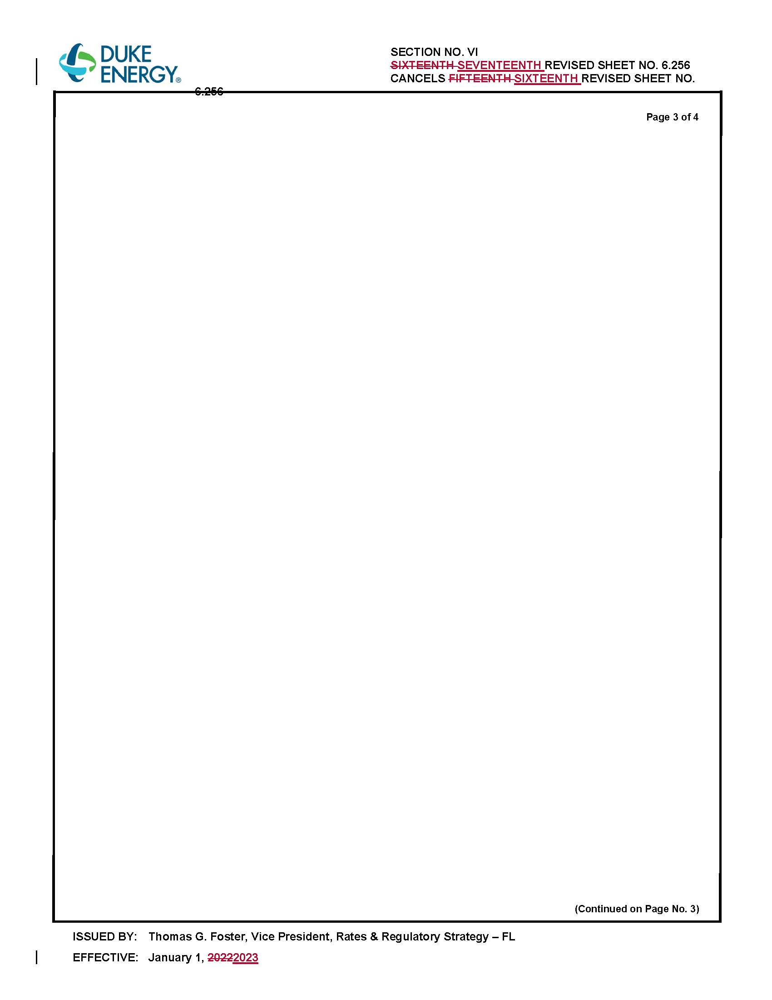 DUKE
ENERGY®
SECTION NO. VI
SIXTEENTH SEVENTEENTH REVISED SHEET NO. 6.256
CANCELS FIFTEENTH SIXTEENTH REVISED SHEET NO.
6.256
Page 3 of 4
(Continued on Page No. 3)
ISSUED BY: Thomas G. Foster, Vice President, Rates & Regulatory Strategy – FL
EFFECTIVE: January 1, 20222023